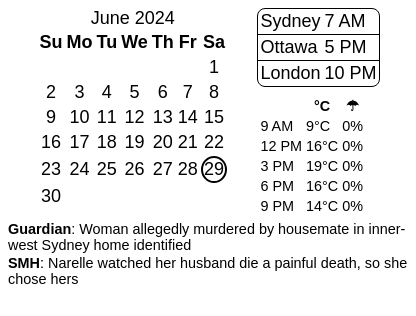 June 2024
Su Mo Tu We Th Fr Sa
1
2 3 4 5 6 7 8
9 10 11 12 13 14 15
16 17 18 19 20 21 22
23 24 25 26 27 28 29
30
Sydney 7 AM
Ottawa 5 PM
London 10 PM
°C ☂
9 AM 9°C 0%
12 PM 16°C 0%
3 PM 19°C 0%
6 PM 16°C 0%
9 PM 14°C 0%
Guardian: Woman allegedly murdered by housemate in inner-
west Sydney home identified
SMH: Narelle watched her husband die a painful death, so she
chose hers